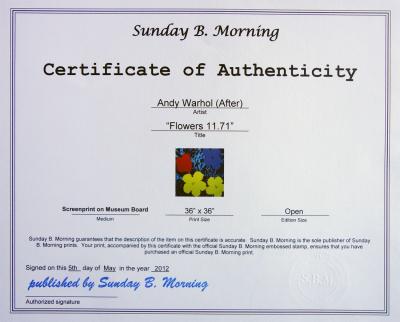 Sunday B. Morning
Certificate of Authenticity
Andy Warhol (After)
Artist
"Flowers 11.71"
Title
Screenprint on Museum Board 36" x 36" Open
Medium Print Size Edition Size
Sunday B. Morning guarantees that the description of the item on this certificate is accurate Sunday B. Morning is the sole publisher of Sunday
B. Morning prints. Your print, accompanied by this certificate with the official Sunday B. Morning embossed stamp, ensures that you have
purchased an official Sunday B. Morning print.
Signed on this 5th day of May in the year 2012
published by Sunday B. Morning
Authorized signature
S.B.M.